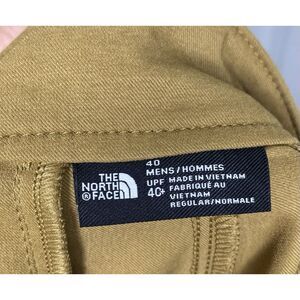 THE
NORTH
®FACE
40
MENS/HOMMES
UPF MADE IN VIETNAM
40+ FABRIQUÉ AU
VIETNAM
REGULAR/NORMALE